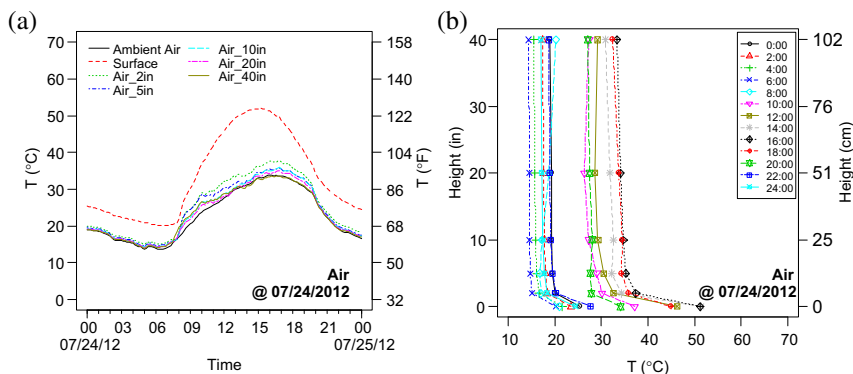 (a)
70
60
50
40
30
20
10
0
T (°C)
Ambient Air
Surface
Air_2in
Air_5in
Air_10in
Air_20in
Air_40in
158
140
122
104
86
68
50
32
T (°F)
Air
@ 07/24/2012
00 03 06 09 12 15 18 21 00
07/24/12 07/25/12
Time
(b)
40
30
20
10
0
Height (in)
0:00
2:00
4:00
6:00
8:00
10:00
12:00
14:00
16:00
18:00
20:00
22:00
24:00
102
76
51
25
0
Height (cm)
Air
@ 07/24/2012
10 20 30 40 50 60 70
T (°C)